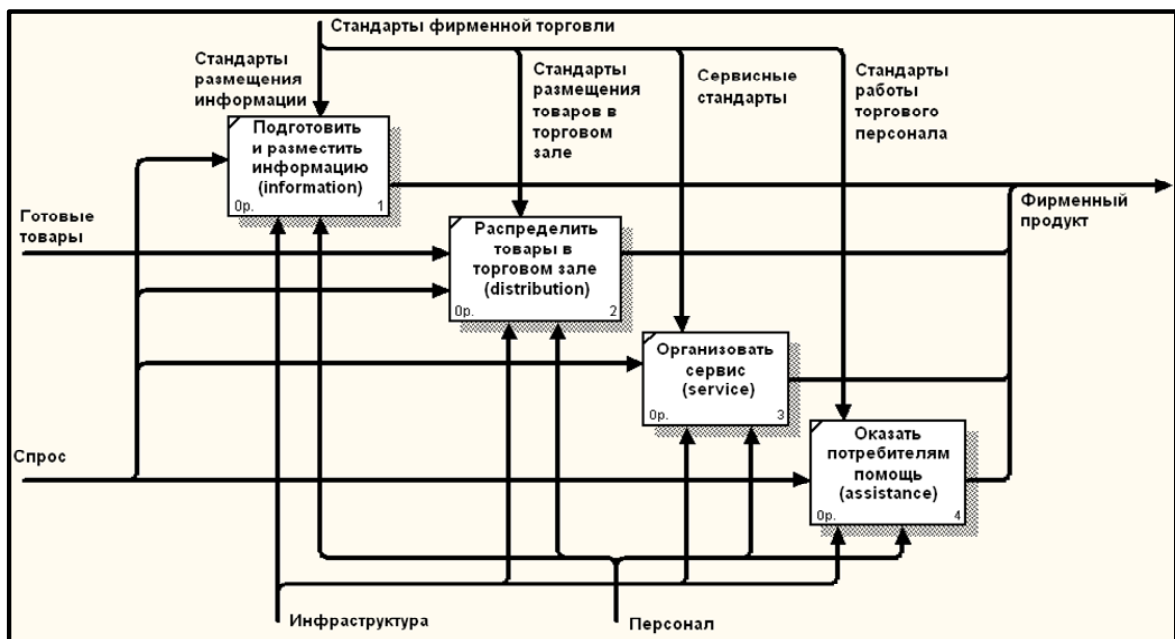 Стандарты фирменной торговли
Стандарты
размещения
информации
Стандарты
размещения
товаров в
торговом
зале
Сервисные
стандарты
Стандарты
работы
торгового
персонала
Подготовить
и разместить
информацию
(information)
0р.
1
Готовые
товары
Фирменный
продукт
Распределить
товары в
торговом зале
(distribution)
0р.
2
Организовать
сервис
(service)
0р.
3
Спрос
Оказать
потребителям
помощь
(assistance)
0р.
4
Инфраструктура
Персонал